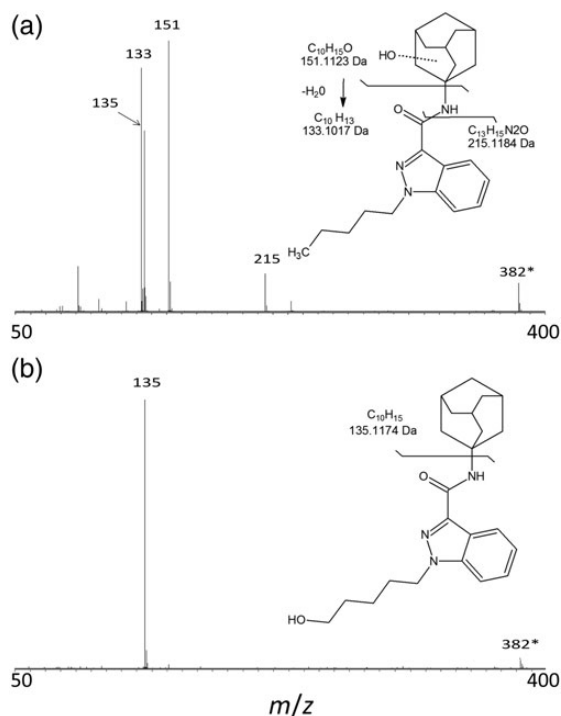 (a)
151
133
135
C10H15O
151.1123 Da
HO
-H20
C10 H13
133.1017 Da
O
NH
C13H15N2O
215.1184 Da
N
N
H3C
215
382*
50
400
(b)
135
C10H15
135.1174 Da
O
NH
N
N
HO
382*
50
400
m/z